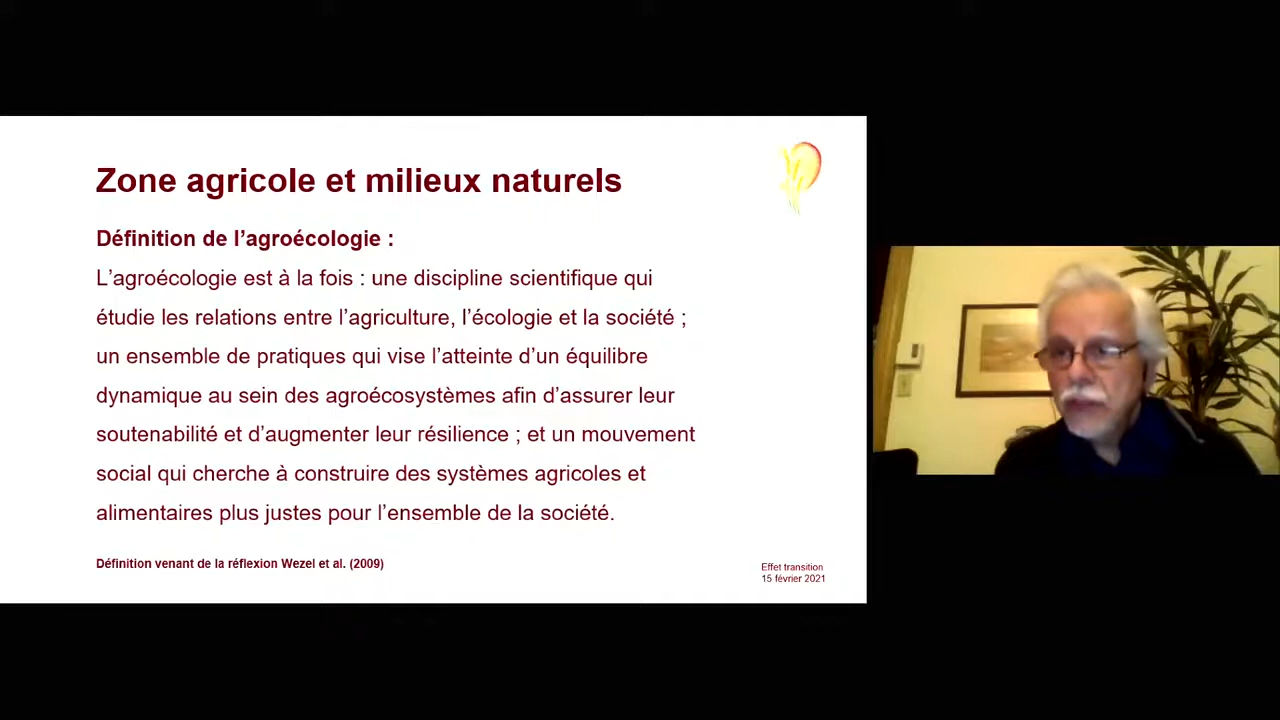 Zone agricole et milieux naturels
Définition de l’agroécologie :
L’agroécologie est à la fois : une discipline scientifique qui
étudie les relations entre l’agriculture, l’écologie et la société ;
un ensemble de pratiques qui vise l’atteinte d’un équilibre
dynamique au sein des agroécosystèmes afin d’assurer leur
soutenabilité et d’augmenter leur résilience ; et un mouvement
social qui cherche à construire des systèmes agricoles et
alimentaires plus justes pour l’ensemble de la société.
Définition venant de la réflexion Wezel et al. (2009)
Effet transition
15 février 2021